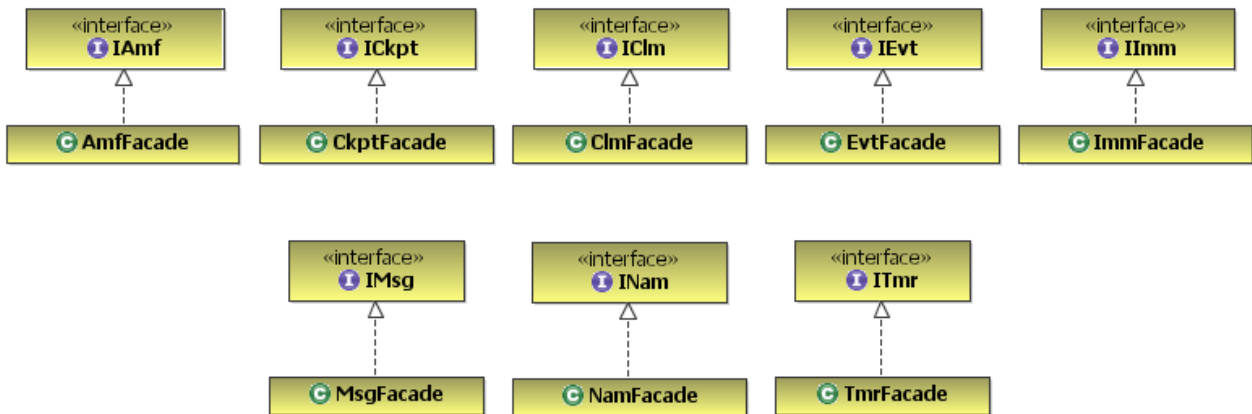 «interface» «interface» «interface» «interface» «interface»
I IAmf I ICkpt I IClm I IEvt I IImm
C AmfFacade C CkptFacade C ClmFacade C EvtFacade C ImmFacade
«interface» «interface» «interface»
I IMsg I INam I ITmr
C MsgFacade C NamFacade C TmrFacade